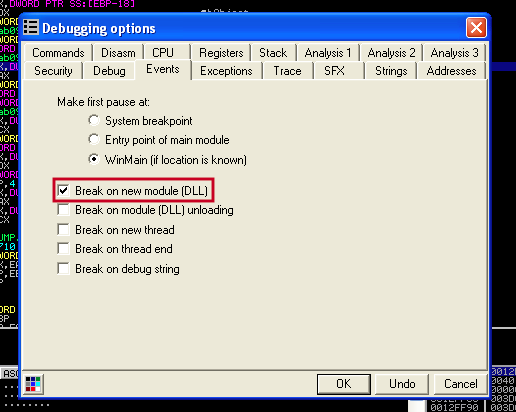 ,DWORD PTR SS:[EBP-18]
Debugging options
Commands Disasm CPU Registers Stack Analysis 1 Analysis 2 Analysis 3
Security Debug Events Exceptions Trace SFX Strings Addresses
Make first pause at:
System breakpoint
Entry point of main module
WinMain (if location is known)
Break on new module (DLL)
Break on module (DLL) unloading
Break on new thread
Break on thread end
Break on debug string
OK Undo Cancel
0012FF90